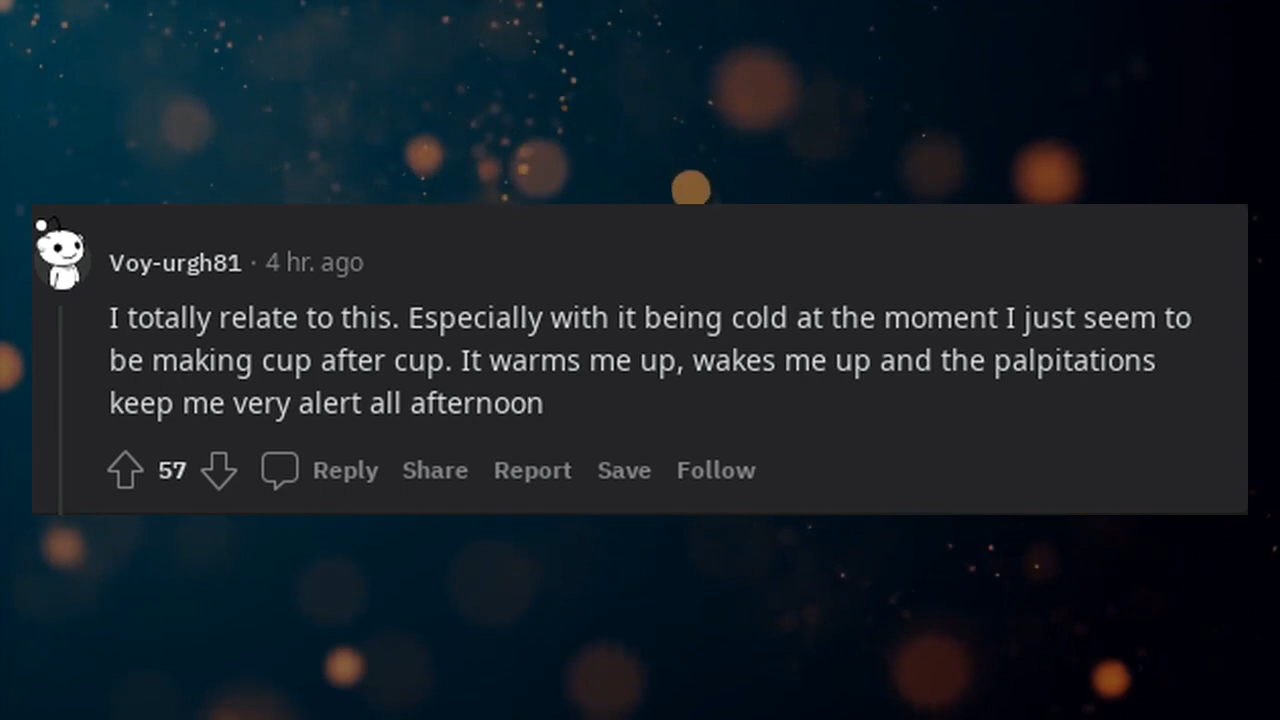 Voy-urgh81 · 4 hr. ago
I totally relate to this. Especially with it being cold at the moment I just seem to
be making cup after cup. It warms me up, wakes me up and the palpitations
keep me very alert all afternoon
57 Reply Share Report Save Follow